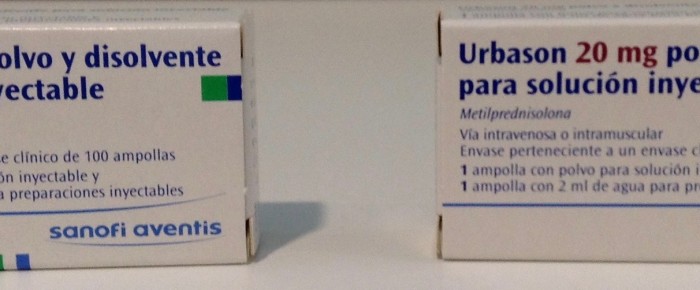 olvo y disolvente
yectable
e clínico de 100 ampollas
ón inyectable y
a preparaciones inyectables
sanofi aventis
Urbason 20 mg po
para solución inye
Metilprednisolona
Vía intravenosa o intramuscular
Envase perteneciente a un envase c
1 ampolla con polvo para solución i
1 ampolla con 2 ml de agua para pr